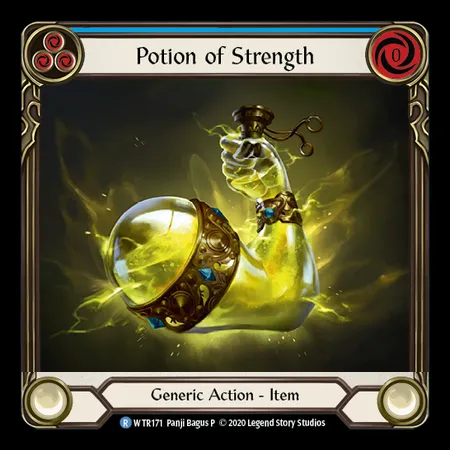 Potion of Strength
0
Generic Action - Item
R WTR171 Panji Bagus P © 2020 Legend Story Studios